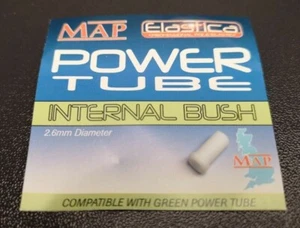 MAP Elastica
POWER
TUBE
INTERNAL BUSH
2.6mm Diameter
MAP
COMPATIBLE WITH GREEN POWER TUBE